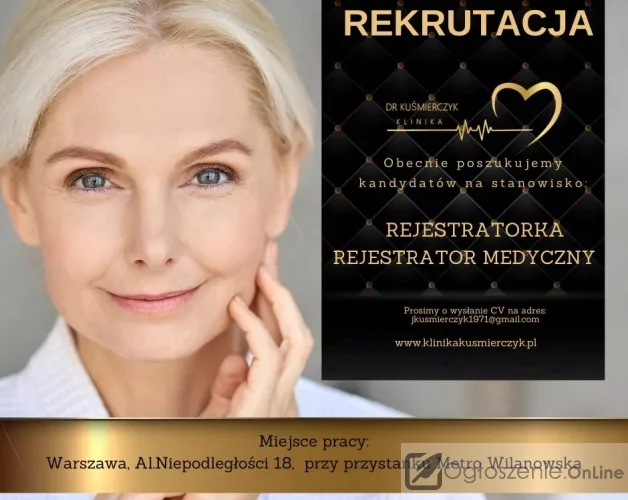 REKRUTACJA
DR KUŚMIERCZYK
KLINIKA
Obecnie poszukujemy
kandydatów na stanowisko:
REJESTRATORKA
REJESTRATOR MEDYCZNY
Prosimy o wysłanie CV na adres:
jkusmierczyk1971@gmail.com
www.klinikakusmierczyk.pl
Miejsce pracy:
Warszawa, Al.Niepodległości 18, przy przystanku Metro Wilanowska
Ogłoszenie.Online